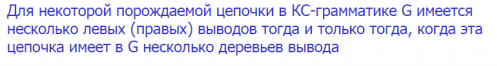 Для некоторой порождаемой цепочки в КС-грамматике G имеется
несколько левых (правых) выводов тогда и только тогда, когда эта
цепочка имеет в G несколько деревьев вывода